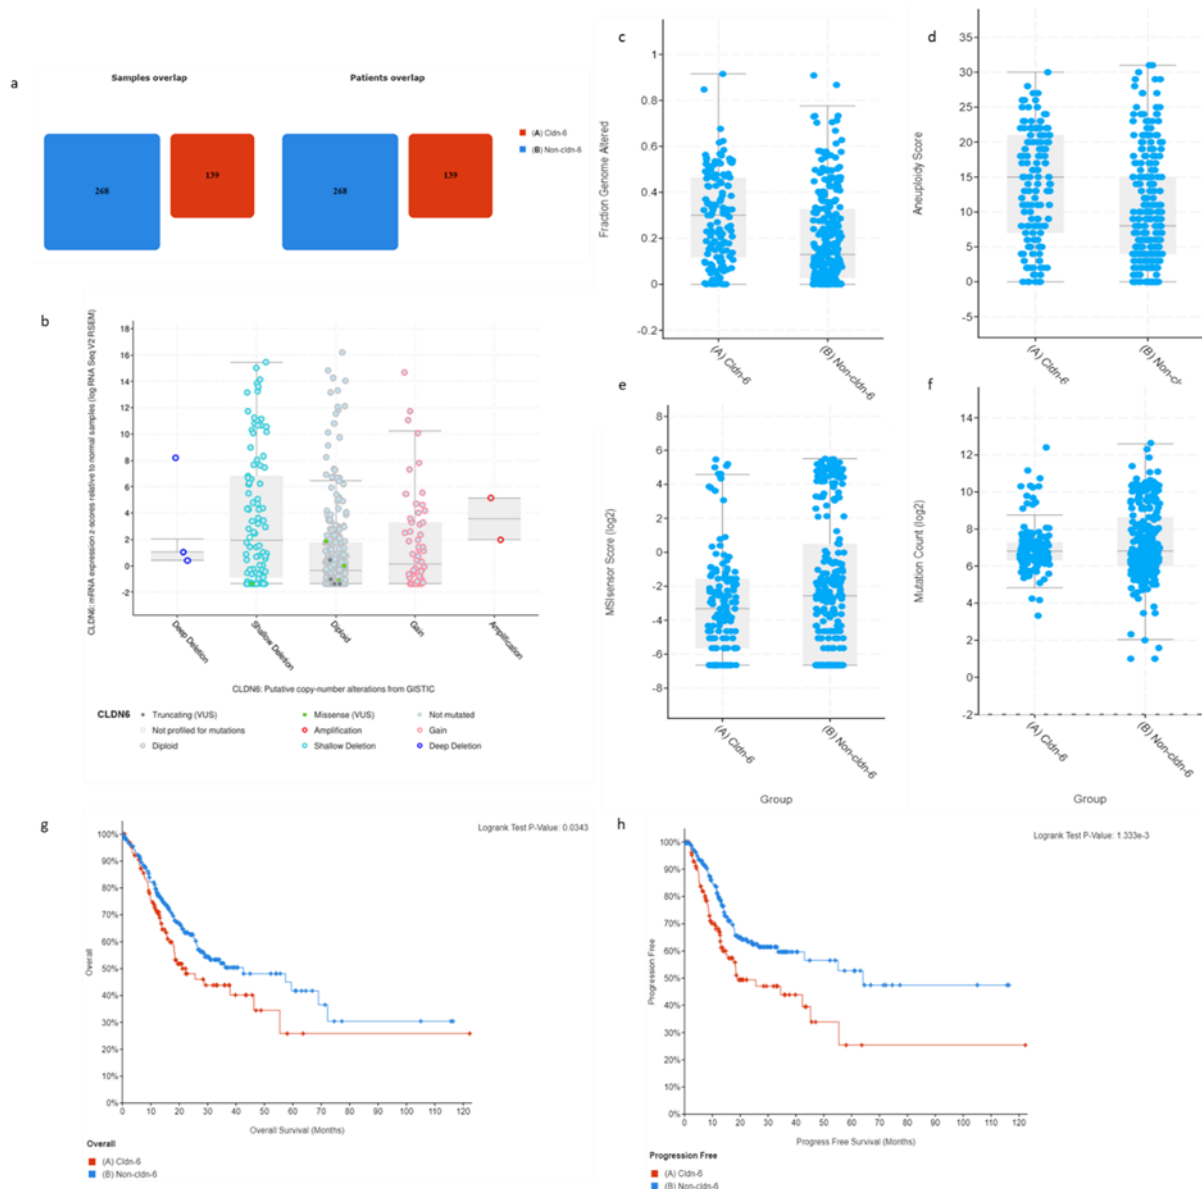 a
Samples overlap
Patients overlap
268
139
268
139
(A) Cldn-6
(B) Non-cldn-6
b
CLDN6: mRNA expression z-scores relative to normal samples (log RNA Seq V2 RSEM)
18
16
14
12
10
8
6
4
2
0
-2
Deep Deletion
Shallow Deletion
Diploid
Gain
Amplification
CLDN6: Putative copy-number alterations from GISTIC
CLDN6
Truncating (VUS)
Missense (VUS)
Not mutated
Not profiled for mutations
Amplification
Gain
Diploid
Shallow Deletion
Deep Deletion
c
Fraction Genome Altered
1
0.8
0.6
0.4
0.2
0
-0.2
(A) Cldn-6
(B) Non-cldn-6
d
Aneuploidy Score
35
30
25
20
15
10
5
0
-5
(A) Cldn-6
(B) Non-cl
e
MSIsensor Score (log2)
8
6
4
2
0
-2
-4
-6
-8
(A) Cldn-6
(B) Non-cldn-6
Group
f
Mutation Count (log2)
14
12
10
8
6
4
2
0
-2
(A) Cldn-6
(B) Non-cldn-6
Group
g
Logrank Test P-Value: 0.0343
Overall
100%
90%
80%
70%
60%
50%
40%
30%
20%
10%
0%
0 10 20 30 40 50 60 70 80 90 100 110 120
Overall Survival (Months)
Overall
(A) Cldn-6
(B) Non-cldn-6
h
Logrank Test P-Value: 1.333e-3
Progression Free
100%
90%
80%
70%
60%
50%
40%
30%
20%
10%
0%
0 10 20 30 40 50 60 70 80 90 100 110 120
Progress Free Survival (Months)
Progression Free
(A) Cldn-6
(B) Non-cldn-6